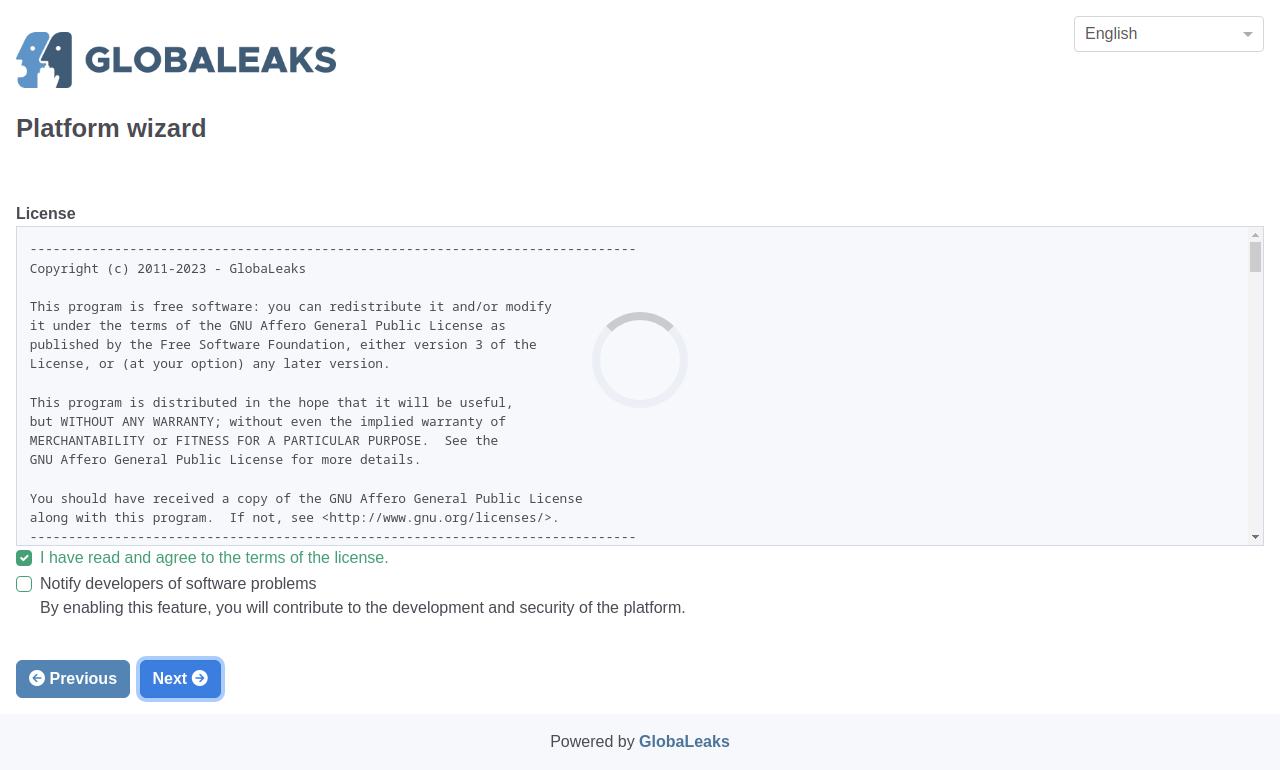 English
GLOBALEAKS
Platform wizard
License
-------------------------------------------------------------------------------
Copyright (c) 2011-2023 - GlobaLeaks
This program is free software: you can redistribute it and/or modify
it under the terms of the GNU Affero General Public License as
published by the Free Software Foundation, either version 3 of the
License, or (at your option) any later version.
This program is distributed in the hope that it will be useful,
but WITHOUT ANY WARRANTY; without even the implied warranty of
MERCHANTABILITY or FITNESS FOR A PARTICULAR PURPOSE.  See the
GNU Affero General Public License for more details.
You should have received a copy of the GNU Affero General Public License
along with this program.  If not, see <http://www.gnu.org/licenses/>.
-------------------------------------------------------------------------------
I have read and agree to the terms of the license.
Notify developers of software problems
By enabling this feature, you will contribute to the development and security of the platform.
Previous Next
Powered by GlobaLeaks